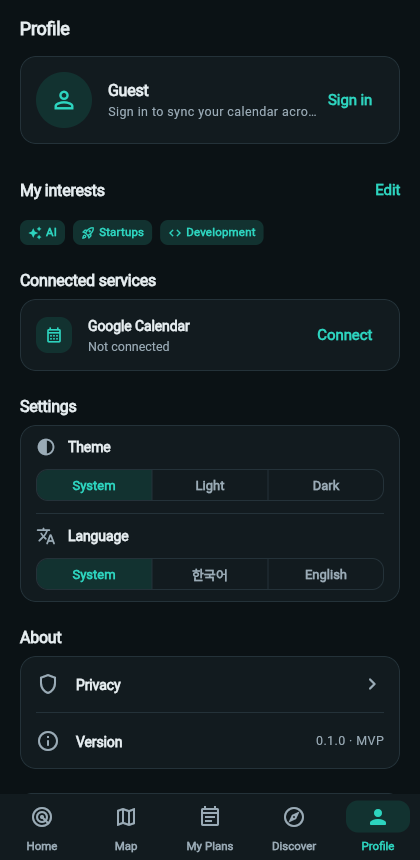 Profile
Guest
Sign in to sync your calendar acro...
Sign in
My interests
Edit
AI
Startups
Development
Connected services
Google Calendar
Not connected
Connect
Settings
Theme
System
Light
Dark
Language
System
한국어
English
About
Privacy
Version
0.1.0 · MVP
Home
Map
My Plans
Discover
Profile